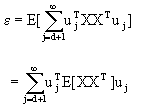 ε = E[ ∑_{j=d+1}^{∞} u_j^T XX^T u_j ]
= ∑_{j=d+1}^{∞} u_j^T E[XX^T] u_j